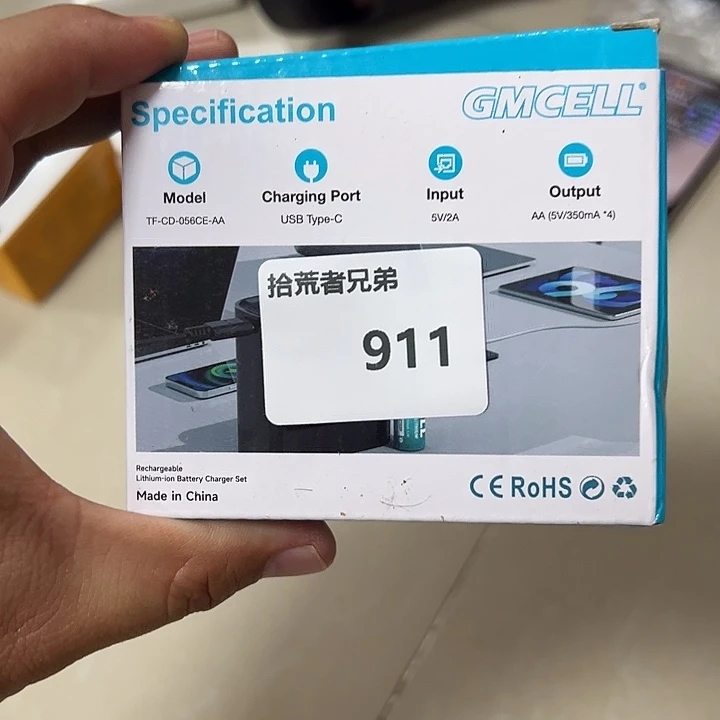 Specification
GMCELL®
Model
Charging Port
Input
Output
TF-CD-056CE-AA
USB Type-C
5V/2A
AA (5V/350mA *4)
拾荒者兄弟
911
Rechargeable
Lithium-ion Battery Charger Set
Made in China
CE RoHS